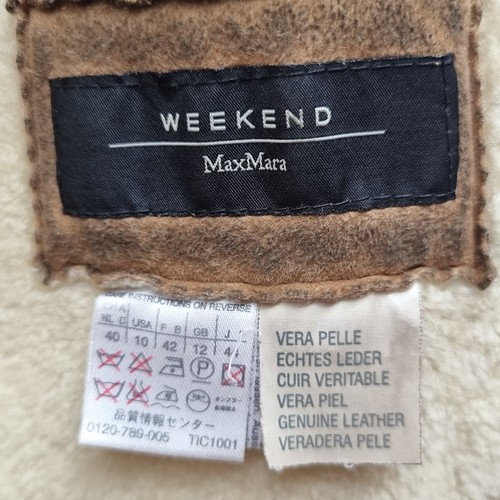 WEEKEND
MaxMara
INSTRUCTIONS ON REVERSE
NL D USA F B GB J
40 10 42 12
P
品質情報センター
0120-789-005 TIC1001
VERA PELLE
ECHTES LEDER
CUIR VERITABLE
VERA PIEL
GENUINE LEATHER
VERADERA PELE